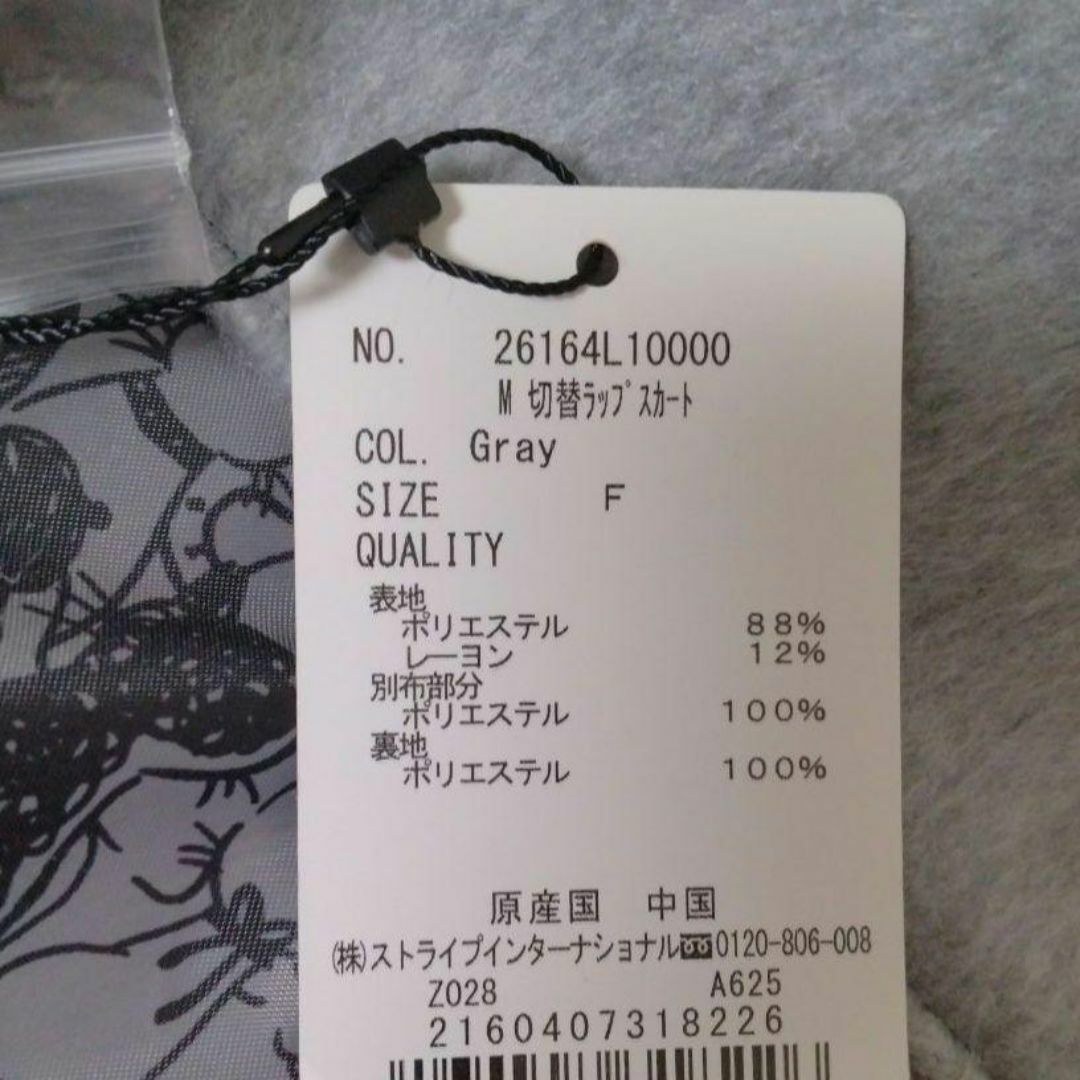 NO. 26164L10000
M 切替ラップスカート
COL. Gray
SIZE F
QUALITY
表地
ポリエステル 88%
レーヨン 12%
別布部分
ポリエステル 100%
裏地
ポリエステル 100%
原産国 中国
(株)ストライプインターナショナル 0120-806-008
Z028 A625
2160407318226